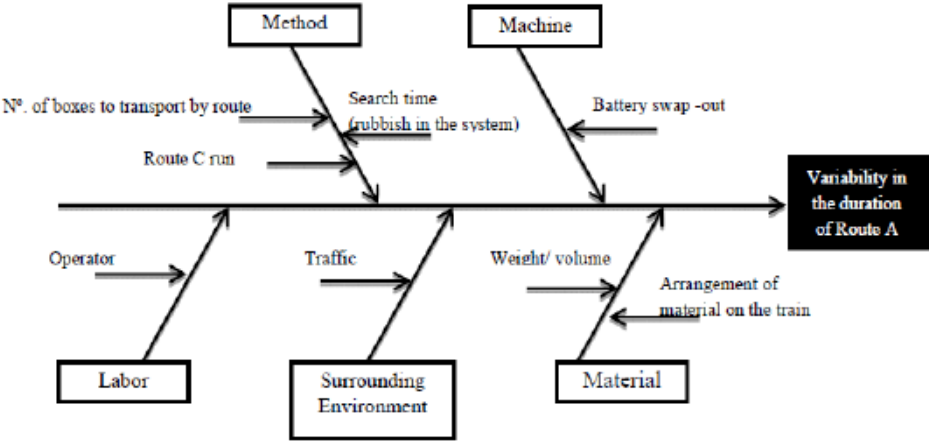 Method
Machine
Nº. of boxes to transport by route
Search time
(rubbish in the system)
Battery swap -out
Route C run
Variability in
the duration
of Route A
Operator
Traffic
Weight/ volume
Arrangement of
material on the train
Labor
Surrounding
Environment
Material